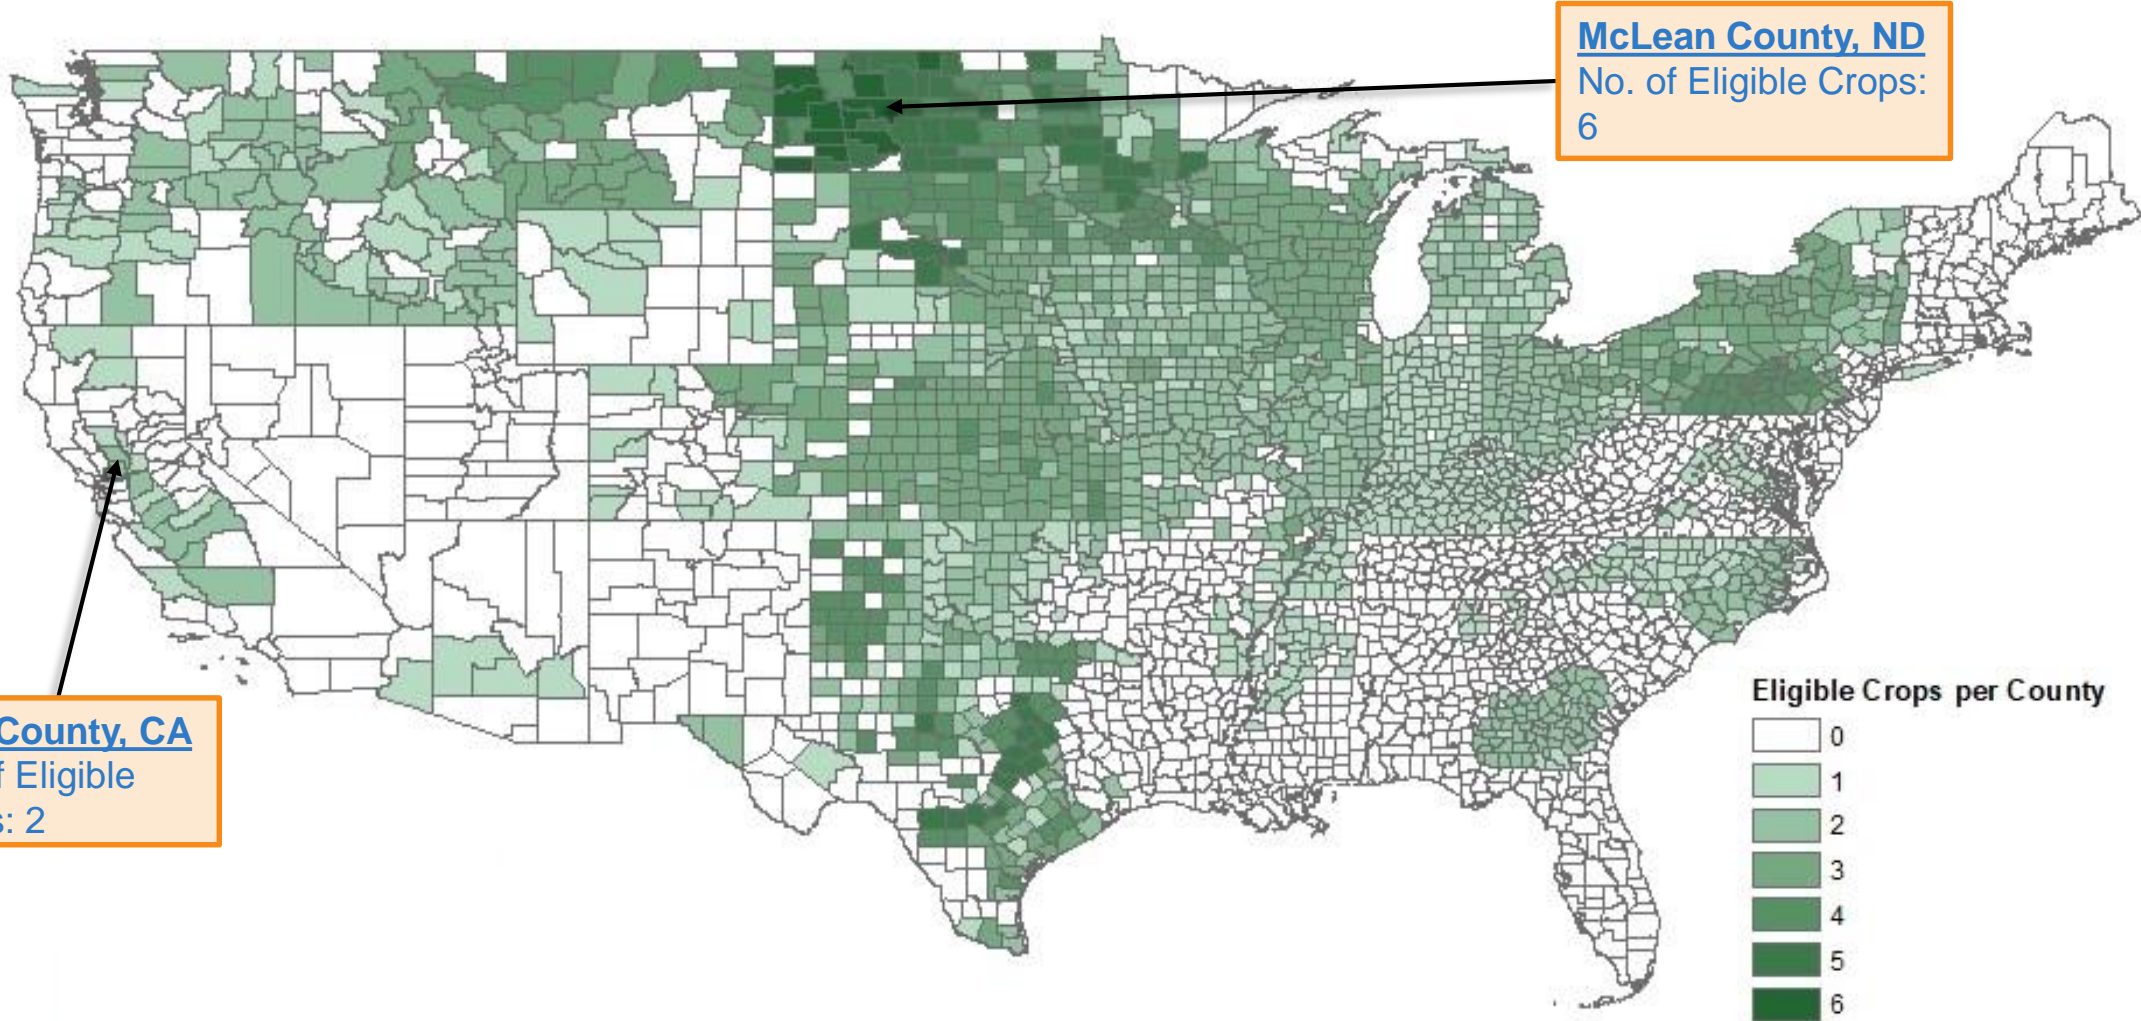 McLean County, ND
No. of Eligible Crops:
6
County, CA
Eligible
: 2
Eligible Crops per County
0
1
2
3
4
5
6